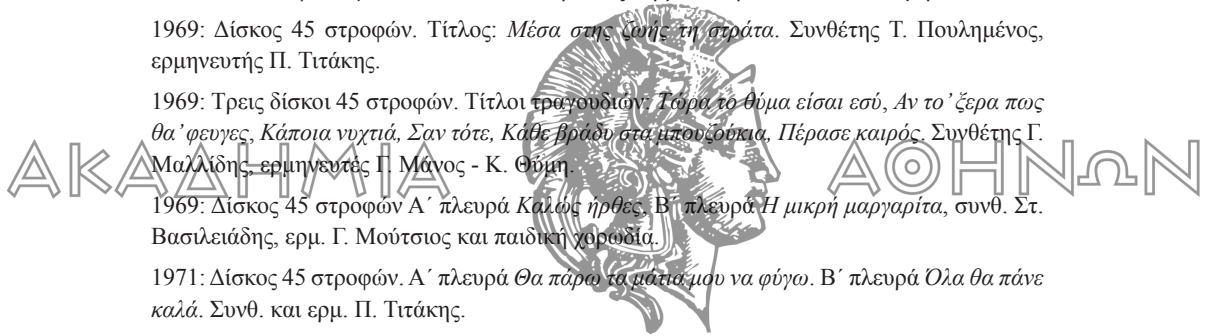 1969: Δίσκος 45 στροφών. Τίτλος: Μέσα στης ζωής τη στράτα. Συνθέτης Τ. Πουλημένος,
ερμηνευτής Π. Τιτάκης.
1969: Τρεις δίσκοι 45 στροφών. Τίτλοι τραγουδιών: Τώρα το θύμα είσαι εσύ, Αν το’ ξερα πως
θα’ φευγες, Κάποια νυχτιά, Σαν τότε, Κάθε βράδυ στα μπουζούκια, Πέρασε καιρός. Συνθέτης Γ.
Μαλλίδης, ερμηνευτές Γ. Μάνος - Κ. Θύμη.
ΑΚΑΔΗΜΙΑ ΑΘΗΝΩΝ
1969: Δίσκος 45 στροφών Α΄ πλευρά Καλώς ήρθες, Β΄ πλευρά Η μικρή μαργαρίτα, συνθ. Στ.
Βασιλειάδης, ερμ. Γ. Μούτσιος και παιδική χορωδία.
1971: Δίσκος 45 στροφών. Α΄ πλευρά Θα πάρω τα μάτια μου να φύγω. Β΄ πλευρά Όλα θα πάνε
καλά. Συνθ. και ερμ. Π. Τιτάκης.